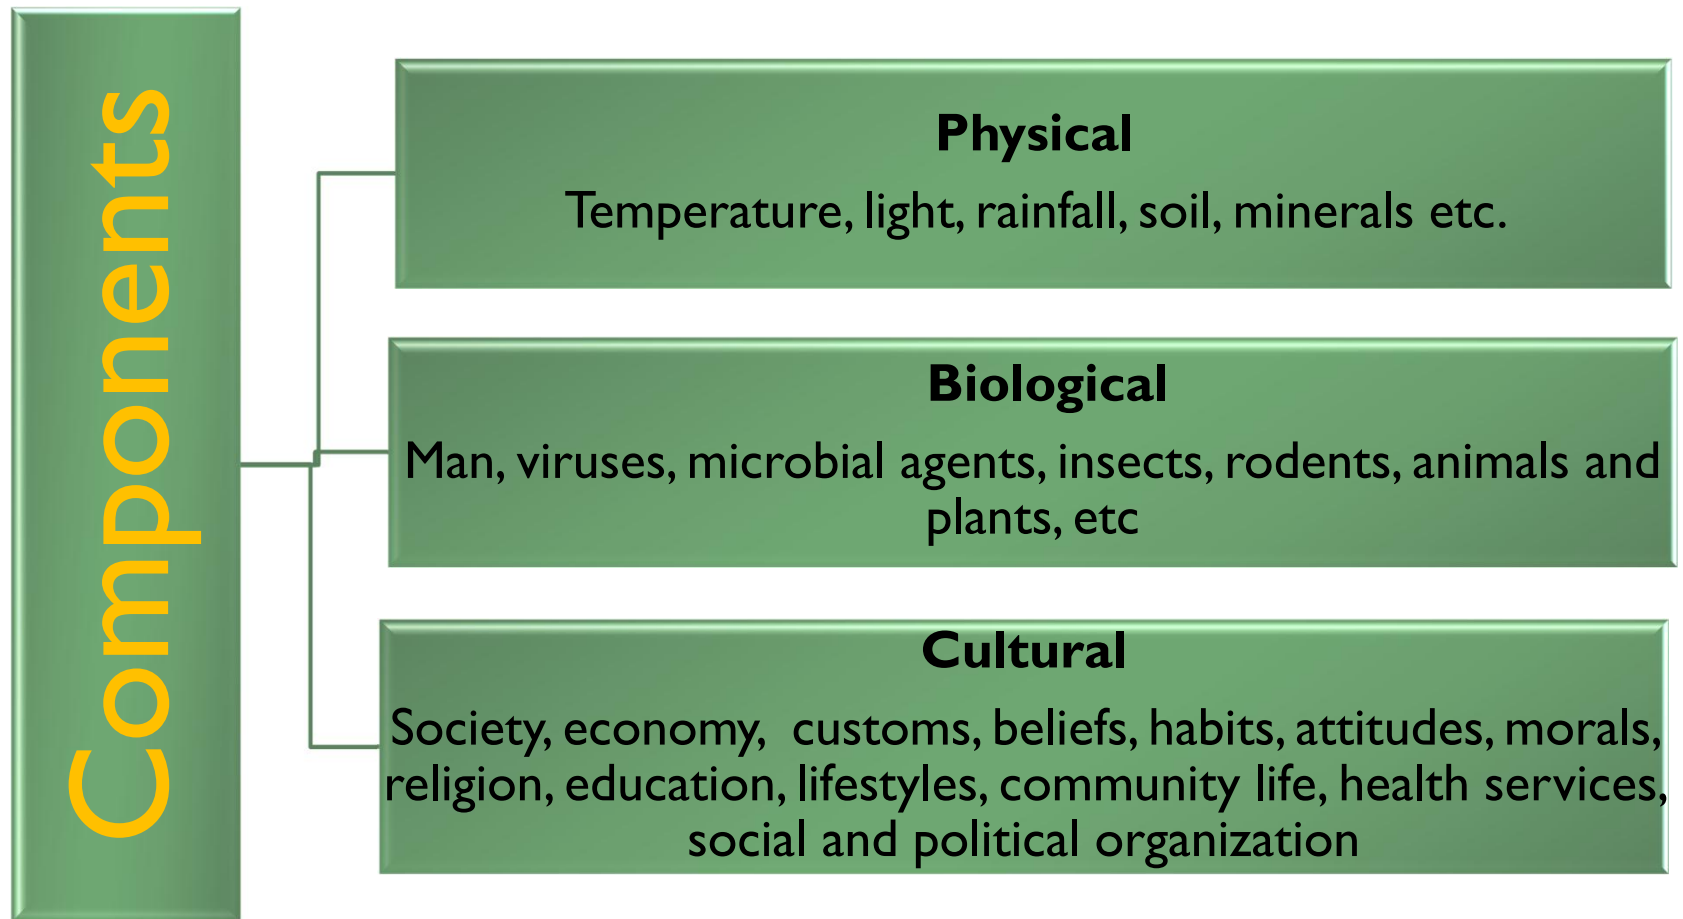 Components
Physical
Temperature, light, rainfall, soil, minerals etc.
Biological
Man, viruses, microbial agents, insects, rodents, animals and
plants, etc
Cultural
Society, economy,  customs, beliefs, habits, attitudes, morals,
religion, education, lifestyles, community life, health services,
social and political organization